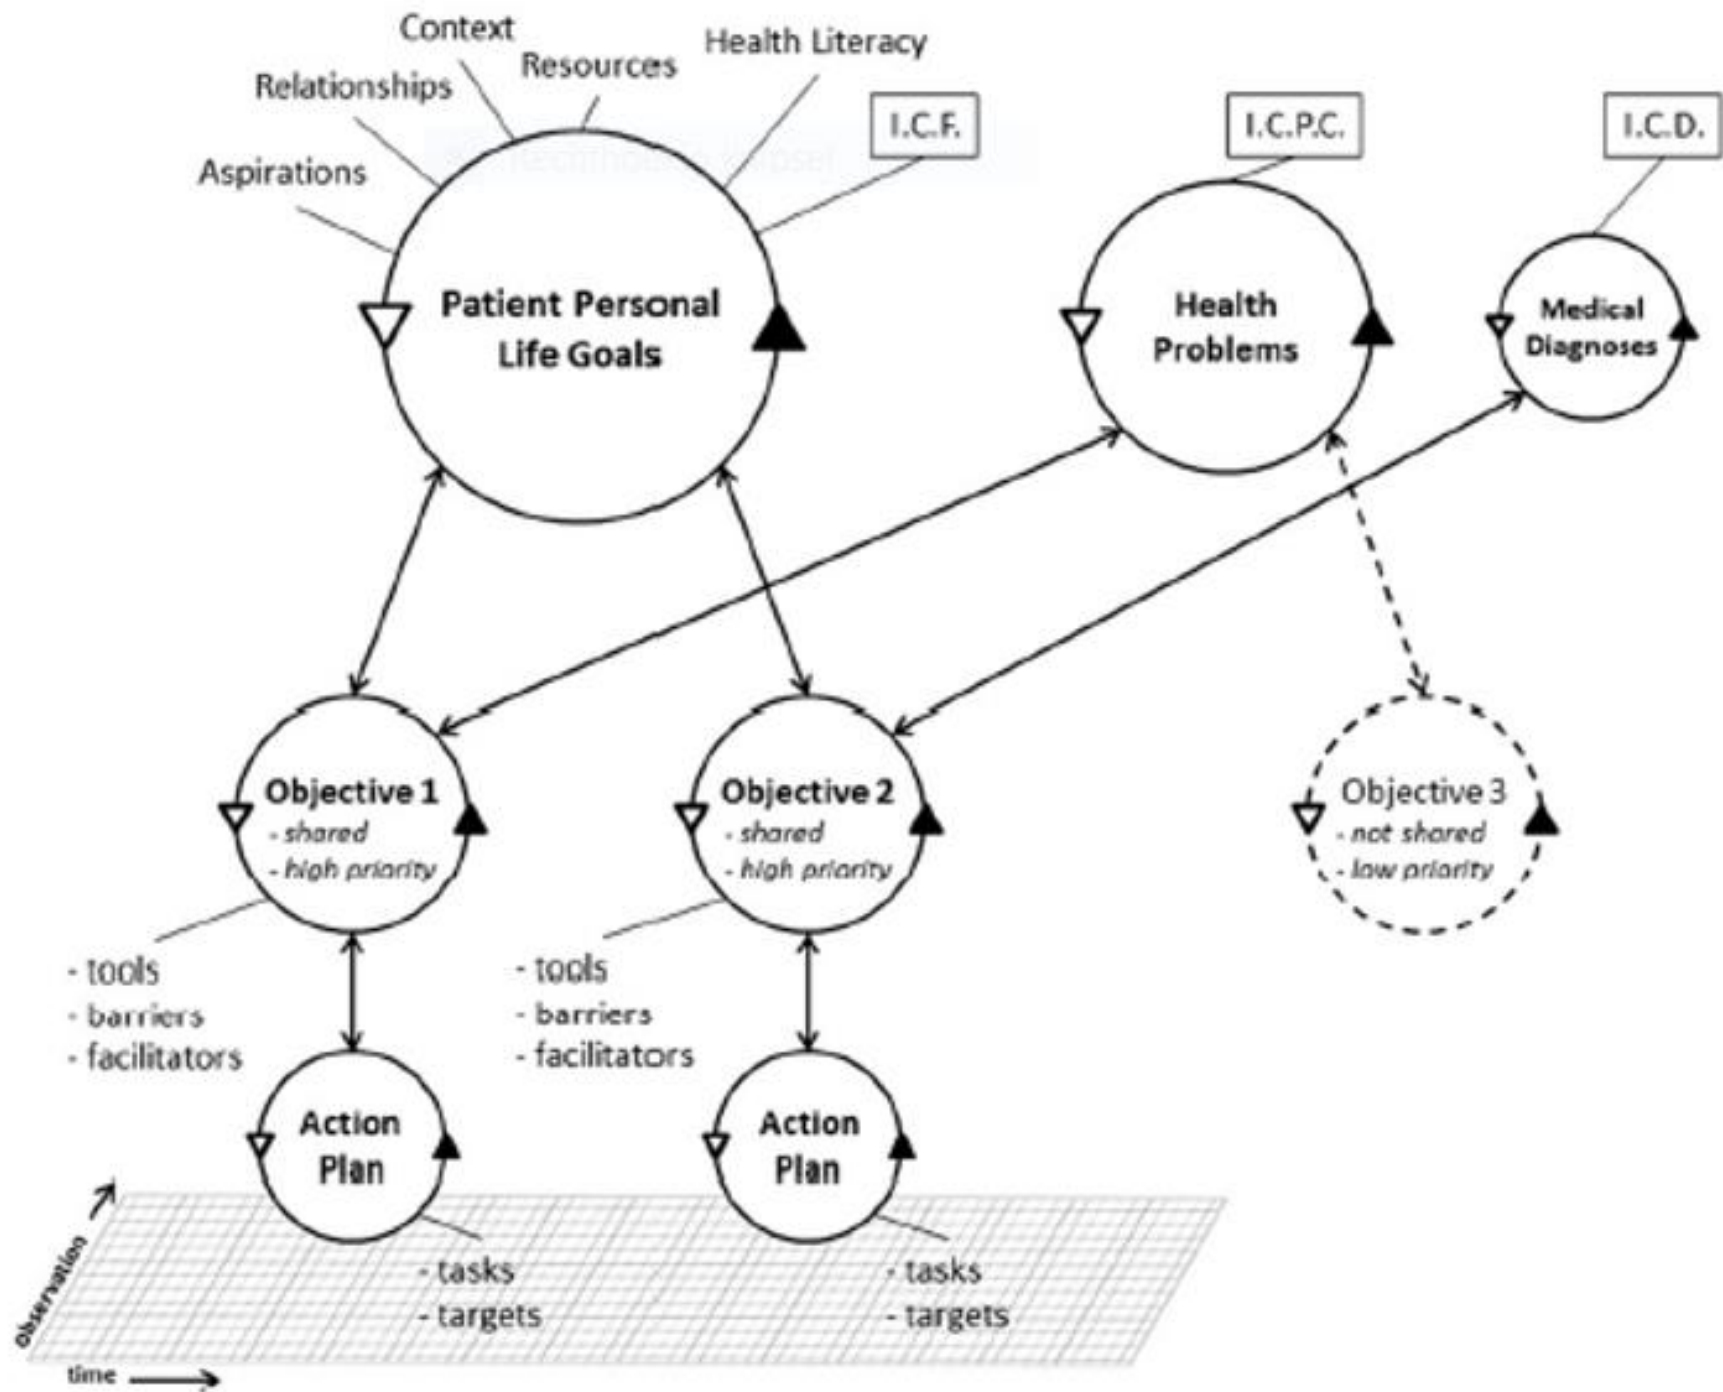 Context
Health Literacy
Resources
Relationships
Aspirations
I.C.F.
I.C.P.C.
I.C.D.
Patient Personal
Life Goals
Health
Problems
Medical
Diagnoses
Objective 1
- shared
- high priority
Objective 2
- shared
- high priority
Objective 3
- not shared
- low priority
- tools
- barriers
- facilitators
- tools
- barriers
- facilitators
Action
Plan
Action
Plan
- tasks
- targets
- tasks
- targets
Observation
time